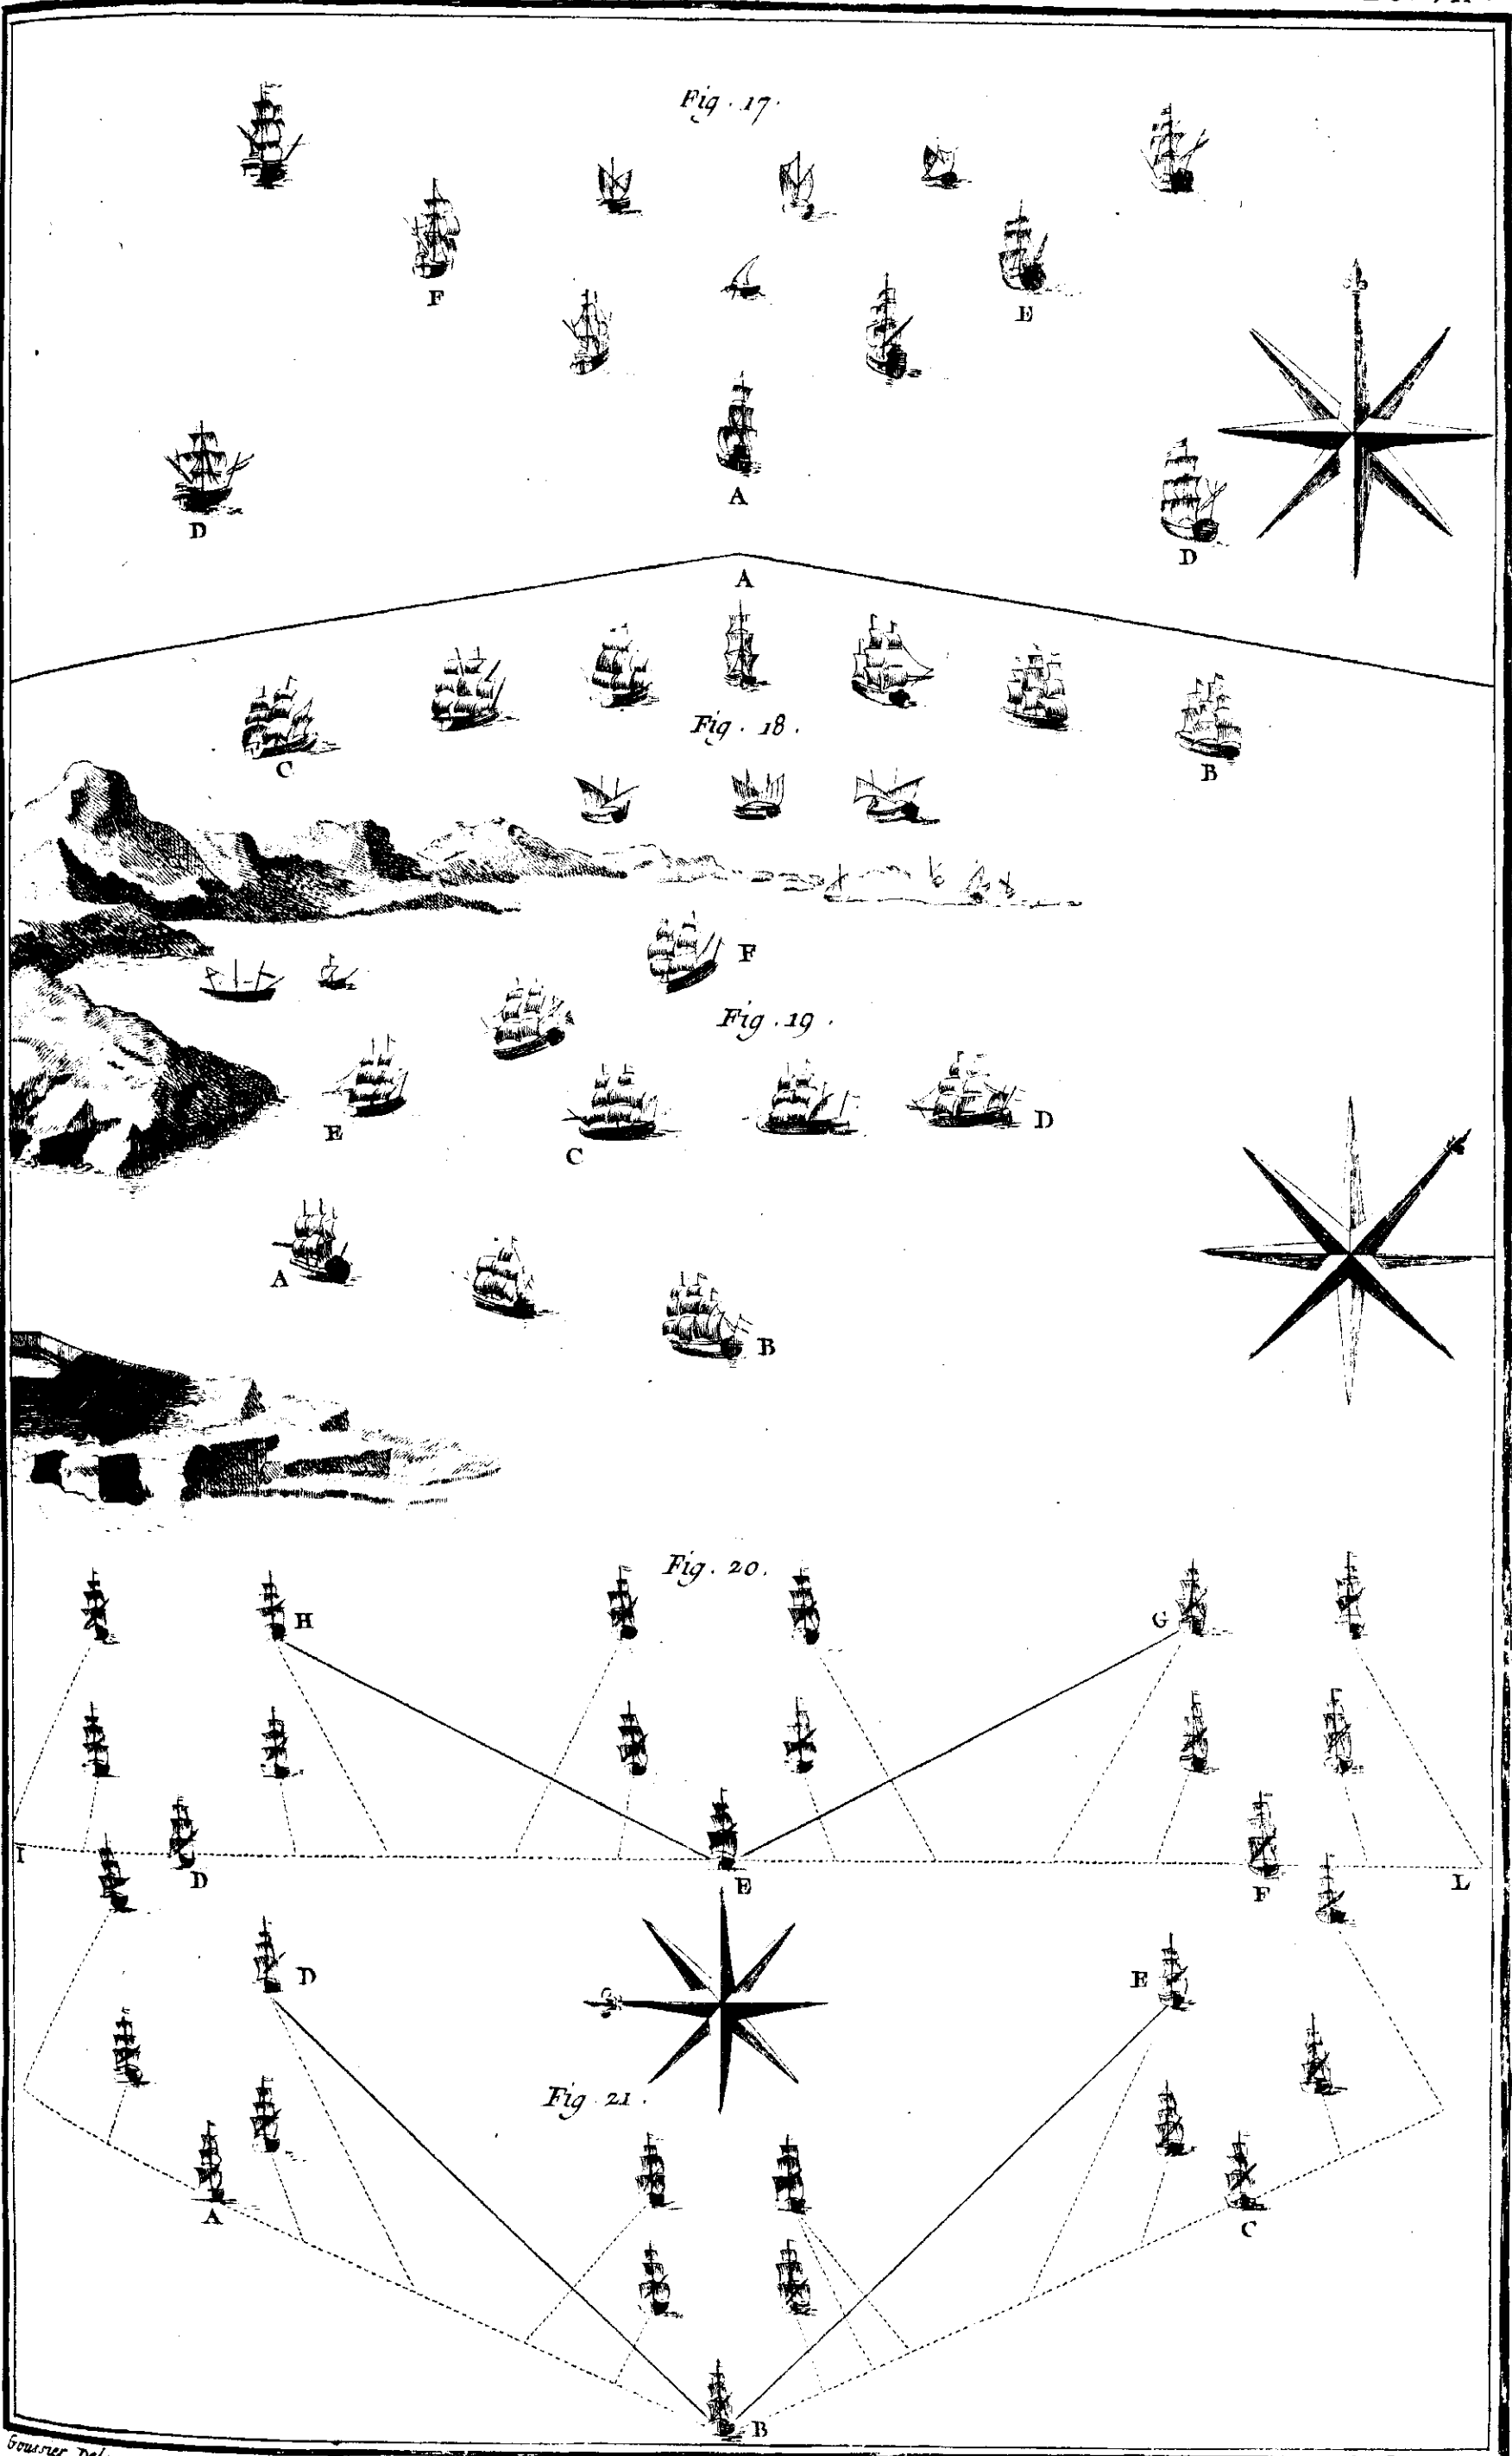 Fig. 17.
F
E
D
A
D
A
Fig. 18.
C
B
F
Fig. 19.
E
C
D
A
B
Fig. 20.
H
G
I
D
E
F
L
D
E
Fig. 21.
A
C
B
Goussier Del.